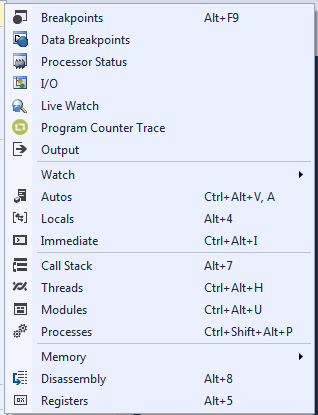 Breakpoints Alt+F9
Data Breakpoints
Processor Status
I/O
Live Watch
Program Counter Trace
Output
Watch
Autos Ctrl+Alt+V, A
Locals Alt+4
Immediate Ctrl+Alt+I
Call Stack Alt+7
Threads Ctrl+Alt+H
Modules Ctrl+Alt+U
Processes Ctrl+Shift+Alt+P
Memory
Disassembly Alt+8
Registers Alt+5